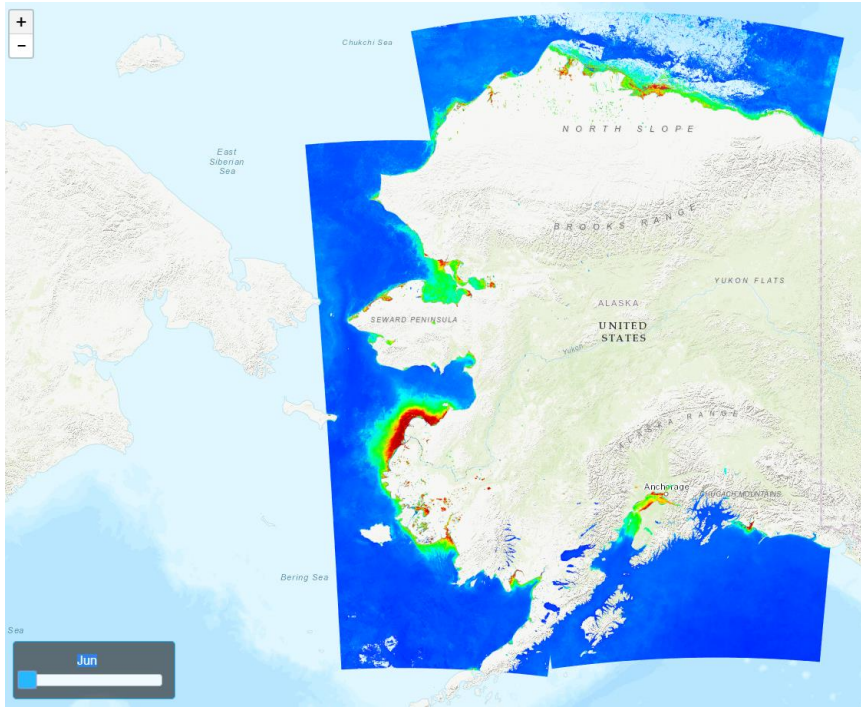 +
−
Chukchi Sea
NORTH SLOPE
East
Siberian
Sea
BROOKS RANGE
YUKON FLATS
ALASKA
SEWARD PENINSULA
UNITED
STATES
Yukon
ALASKA RANGE
Anchorage
CHUGACH MOUNTAINS
Bering Sea
Sea
Jun